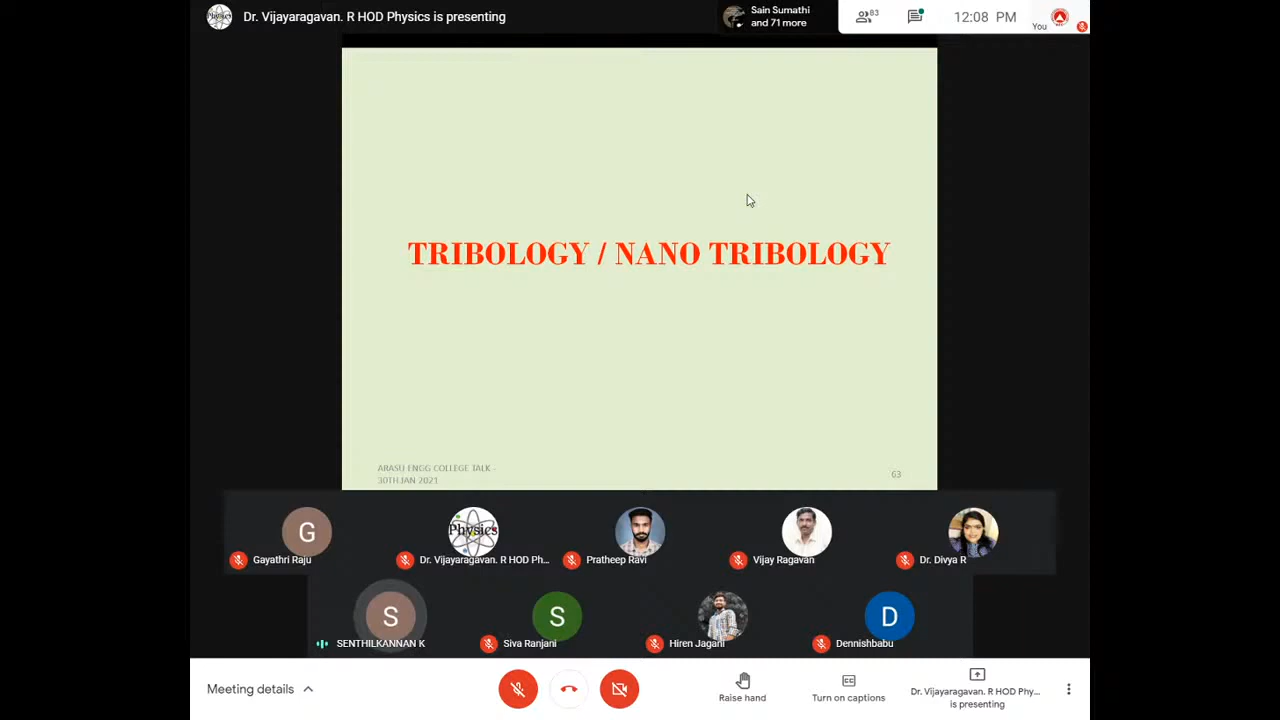 Dr. Vijayaragavan. R HOD Physics is presenting
Sain Sumathi
and 71 more
83
12:08 PM
You
TRIBOLOGY / NANO TRIBOLOGY
ARASU ENGG COLLEGE TALK -
30TH JAN 2021
63
G
Physics
Gayathri Raju
Dr. Vijayaragavan. R HOD Ph...
Pratheep Ravi
Vijay Ragavan
Dr. Divya R
S
S
D
SENTHILKANNAN K
Siva Ranjani
Hiren Jagani
Dennishbabu
Meeting details
Raise hand
Turn on captions
Dr. Vijayaragavan. R HOD Phy...
is presenting